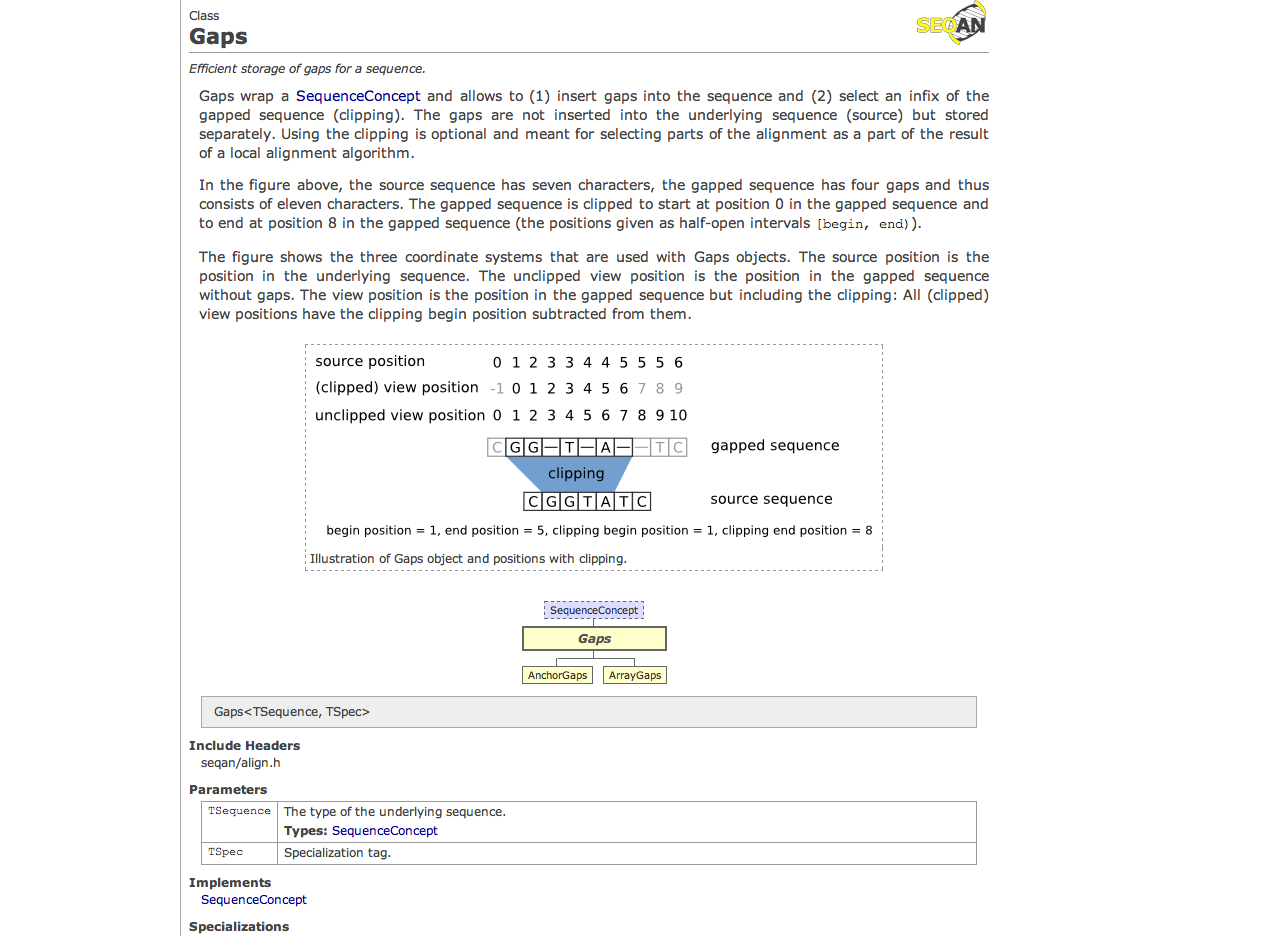 Class
SEQAN
Gaps
Efficient storage of gaps for a sequence.
Gaps wrap a SequenceConcept and allows to (1) insert gaps into the sequence and (2) select an infix of the
gapped sequence (clipping). The gaps are not inserted into the underlying sequence (source) but stored
separately. Using the clipping is optional and meant for selecting parts of the alignment as a part of the result
of a local alignment algorithm.
In the figure above, the source sequence has seven characters, the gapped sequence has four gaps and thus
consists of eleven characters. The gapped sequence is clipped to start at position 0 in the gapped sequence and
to end at position 8 in the gapped sequence (the positions given as half-open intervals [begin, end)).
The figure shows the three coordinate systems that are used with Gaps objects. The source position is the
position in the underlying sequence. The unclipped view position is the position in the gapped sequence
without gaps. The view position is the position in the gapped sequence but including the clipping: All (clipped)
view positions have the clipping begin position subtracted from them.
source position 0 1 2 3 3 4 4 5 5 5 6
(clipped) view position -1 0 1 2 3 4 5 6 7 8 9
unclipped view position 0 1 2 3 4 5 6 7 8 9 10
C G G — T — A — — T C gapped sequence
clipping
C G G T A T C source sequence
begin position = 1, end position = 5, clipping begin position = 1, clipping end position = 8
Illustration of Gaps object and positions with clipping.
SequenceConcept
Gaps
AnchorGaps ArrayGaps
Gaps<TSequence, TSpec>
Include Headers
seqan/align.h
Parameters
TSequence The type of the underlying sequence.
Types: SequenceConcept
TSpec Specialization tag.
Implements
SequenceConcept
Specializations